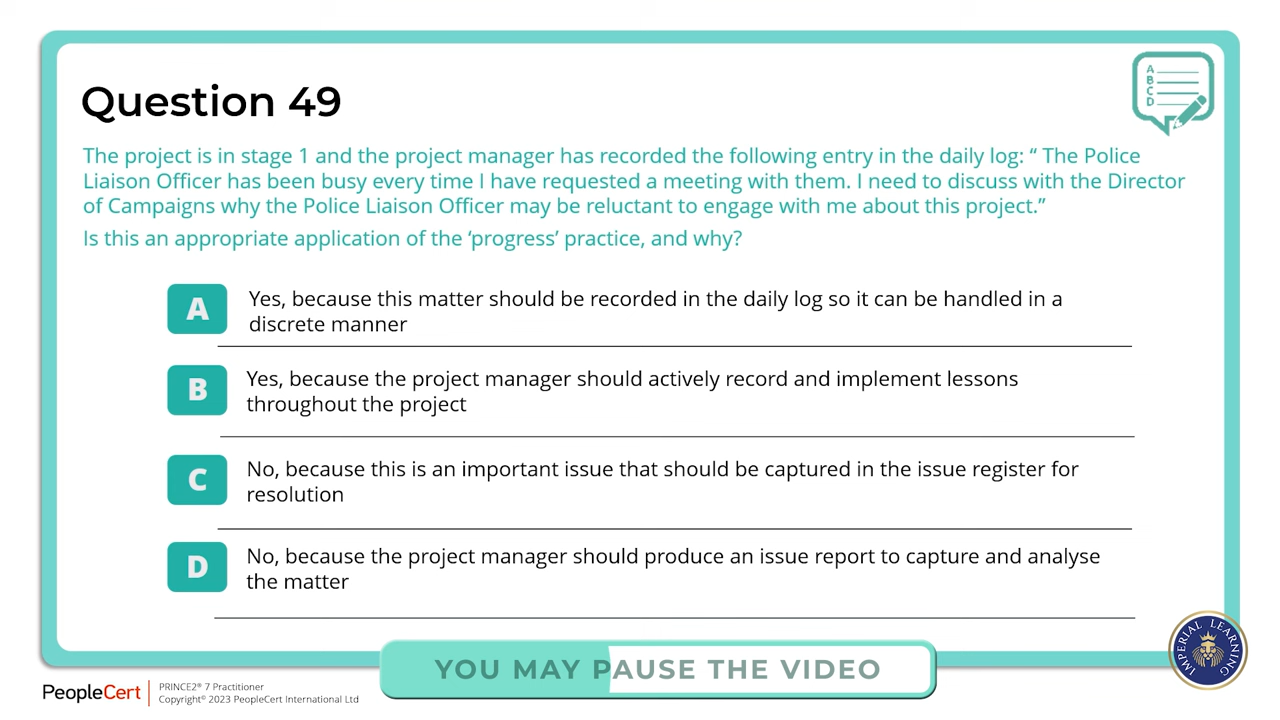 Question 49
A
B
C
D
The project is in stage 1 and the project manager has recorded the following entry in the daily log: “ The Police
Liaison Officer has been busy every time I have requested a meeting with them. I need to discuss with the Director
of Campaigns why the Police Liaison Officer may be reluctant to engage with me about this project.”
Is this an appropriate application of the ‘progress’ practice, and why?
A
Yes, because this matter should be recorded in the daily log so it can be handled in a
discrete manner
B
Yes, because the project manager should actively record and implement lessons
throughout the project
C
No, because this is an important issue that should be captured in the issue register for
resolution
D
No, because the project manager should produce an issue report to capture and analyse
the matter
YOU MAY PAUSE THE VIDEO
IMPERIAL LEARNING
PeopleCert
PRINCE2® 7 Practitioner
Copyright© 2023 PeopleCert International Ltd